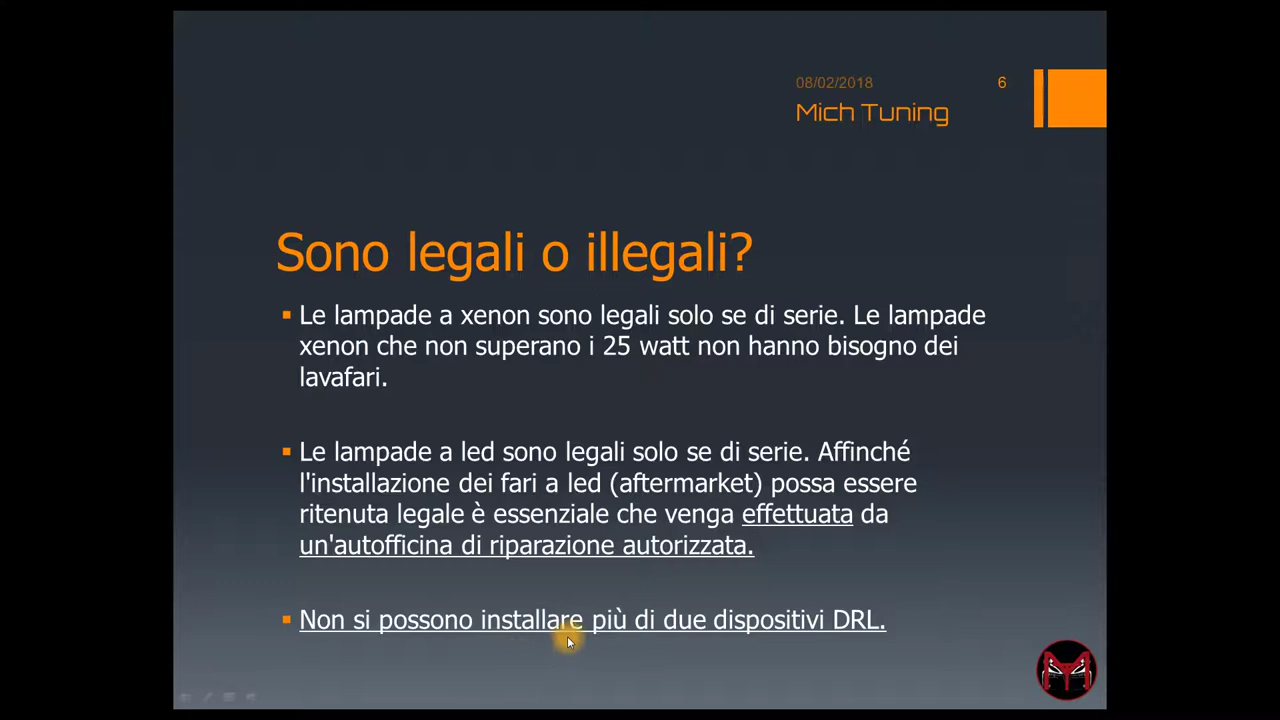 08/02/2018 6
Mich Tuning
Sono legali o illegali?
Le lampade a xenon sono legali solo se di serie. Le lampade
xenon che non superano i 25 watt non hanno bisogno dei
lavafari.
Le lampade a led sono legali solo se di serie. Affinché
l'installazione dei fari a led (aftermarket) possa essere
ritenuta legale è essenziale che venga effettuata da
un'autofficina di riparazione autorizzata.
Non si possono installare più di due dispositivi DRL.